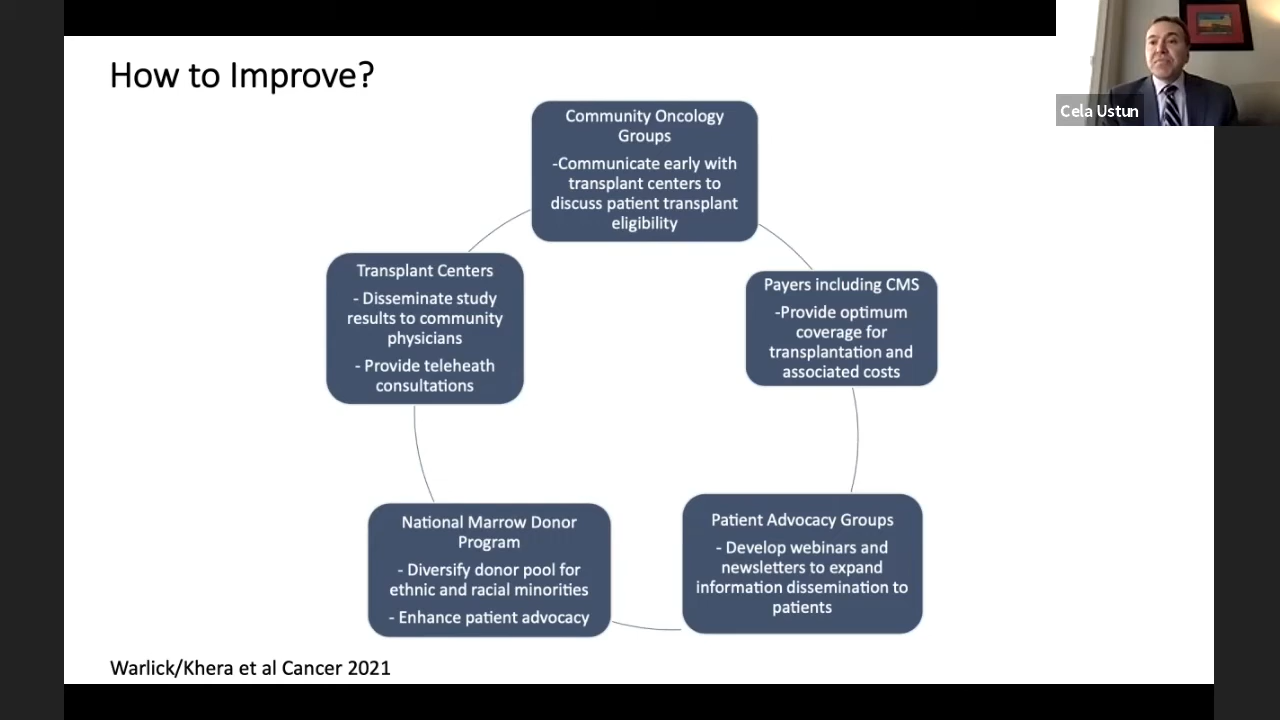 How to Improve?
Cela Ustun
Community Oncology
Groups
-Communicate early with
transplant centers to
discuss patient transplant
eligibility
Transplant Centers
- Disseminate study
results to community
physicians
- Provide teleheath
consultations
Payers including CMS
-Provide optimum
coverage for
transplantation and
associated costs
National Marrow Donor
Program
- Diversify donor pool for
ethnic and racial minorities
- Enhance patient advocacy
Patient Advocacy Groups
- Develop webinars and
newsletters to expand
information dissemination to
patients
Warlick/Khera et al Cancer 2021